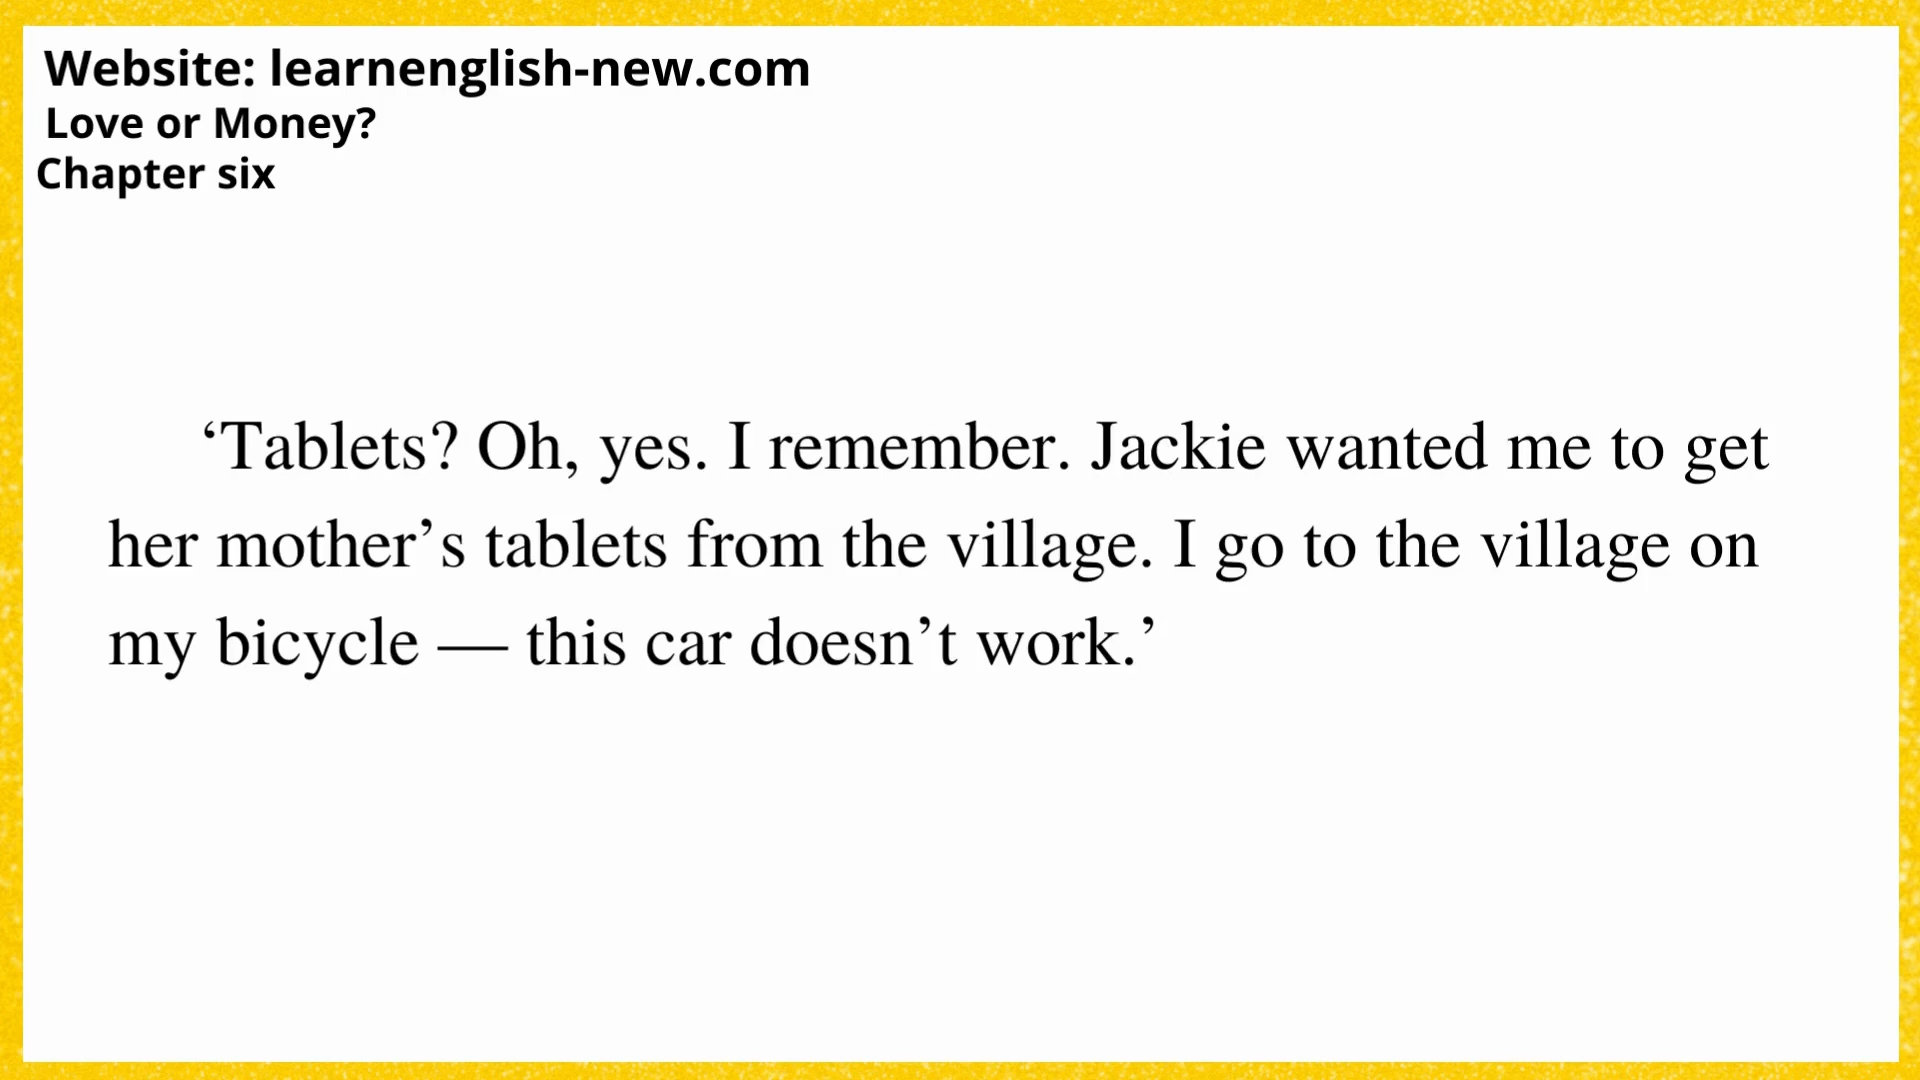 Website: learnenglish-new.com
Love or Money?
Chapter six
‘Tablets? Oh, yes. I remember. Jackie wanted me to get
her mother’s tablets from the village. I go to the village on
my bicycle — this car doesn’t work.’